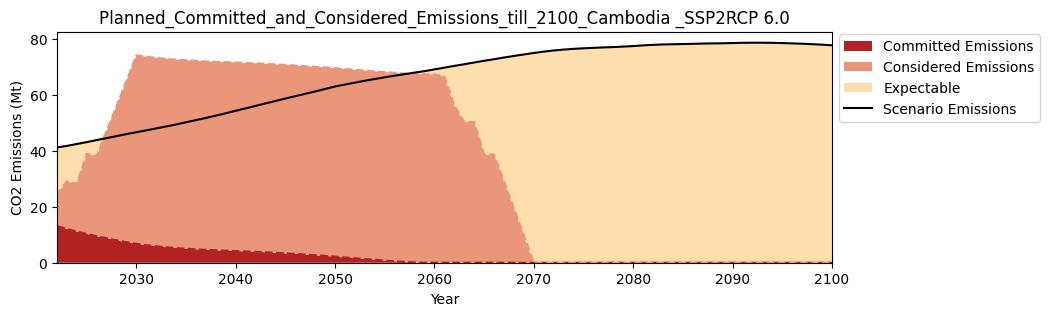 Planned_Committed_and_Considered_Emissions_till_2100_Cambodia _SSP2RCP 6.0
80
60
40
20
0
CO2 Emissions (Mt)
2030
2040
2050
2060
2070
2080
2090
2100
Year
Committed Emissions
Considered Emissions
Expectable
Scenario Emissions